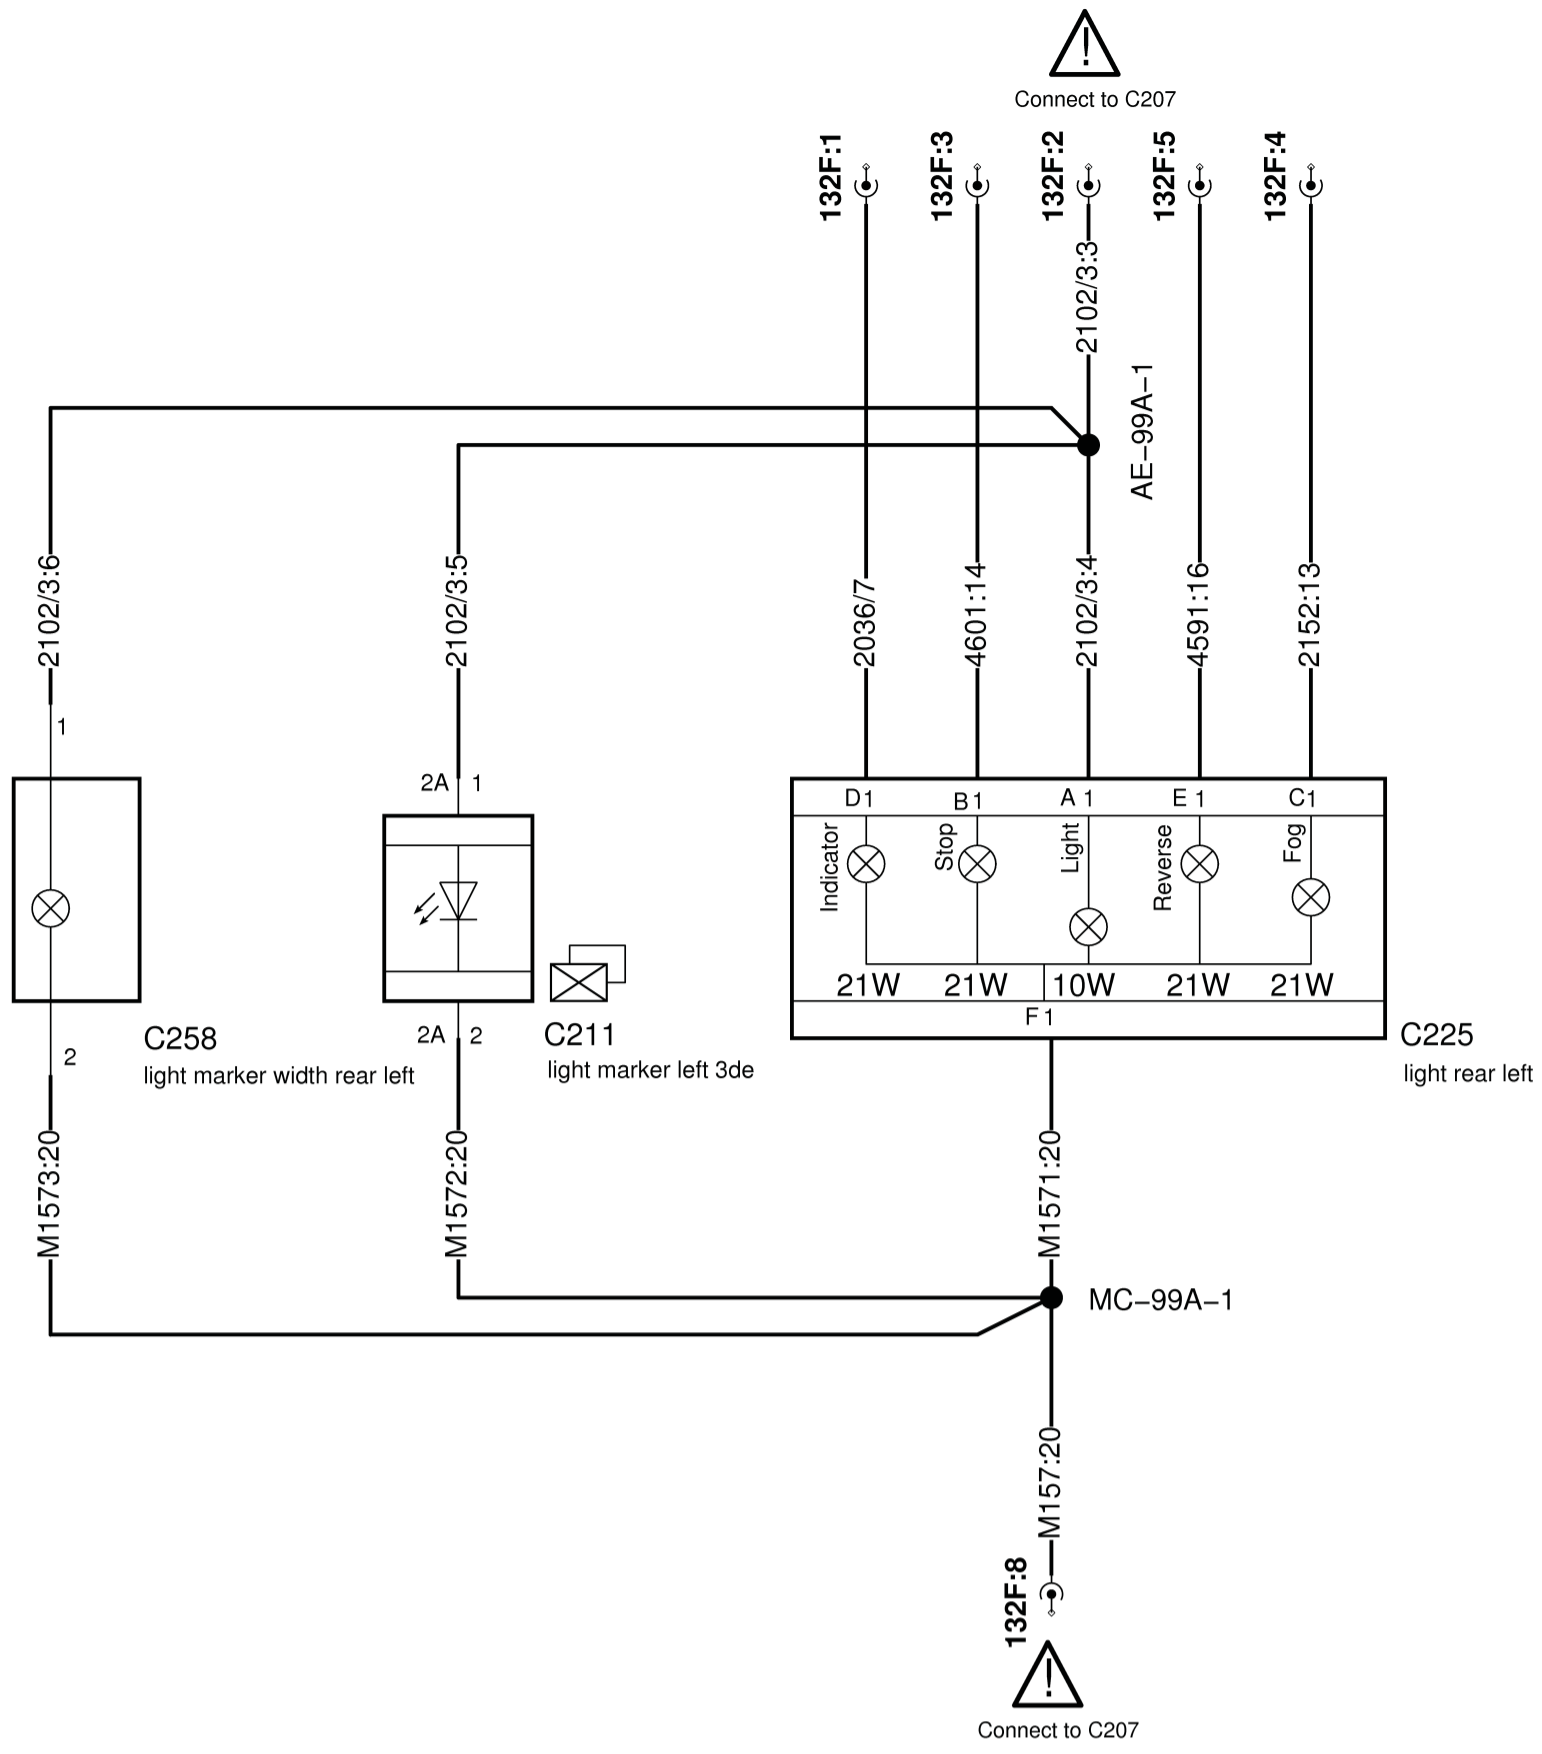 Connect to C207
132F:1
132F:3
132F:2
132F:5
132F:4
2102/3:3
AE-99A-1
2102/3:6
2102/3:5
2036/7
4601:14
2102/3:4
4591:16
2152:13
1
2A 1
D1
B1
A 1
E 1
C1
Indicator
Stop
Light
Reverse
Fog
21W
21W
10W
21W
21W
F1
2
C258
light marker width rear left
2A 2
C211
light marker left 3de
C225
light rear left
M1573:20
M1572:20
M1571:20
MC-99A-1
M157:20
132F:8
Connect to C207